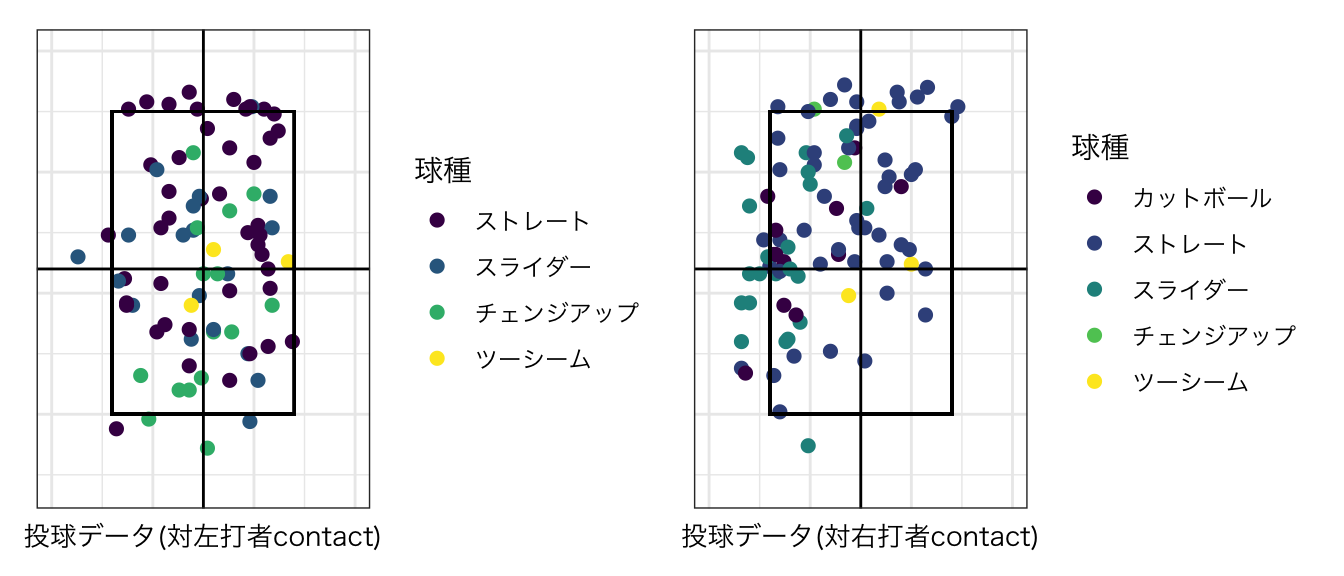 球種
ストレート
スライダー
チェンジアップ
ツーシーム
投球データ(対左打者contact)
球種
カットボール
ストレート
スライダー
チェンジアップ
ツーシーム
投球データ(対右打者contact)